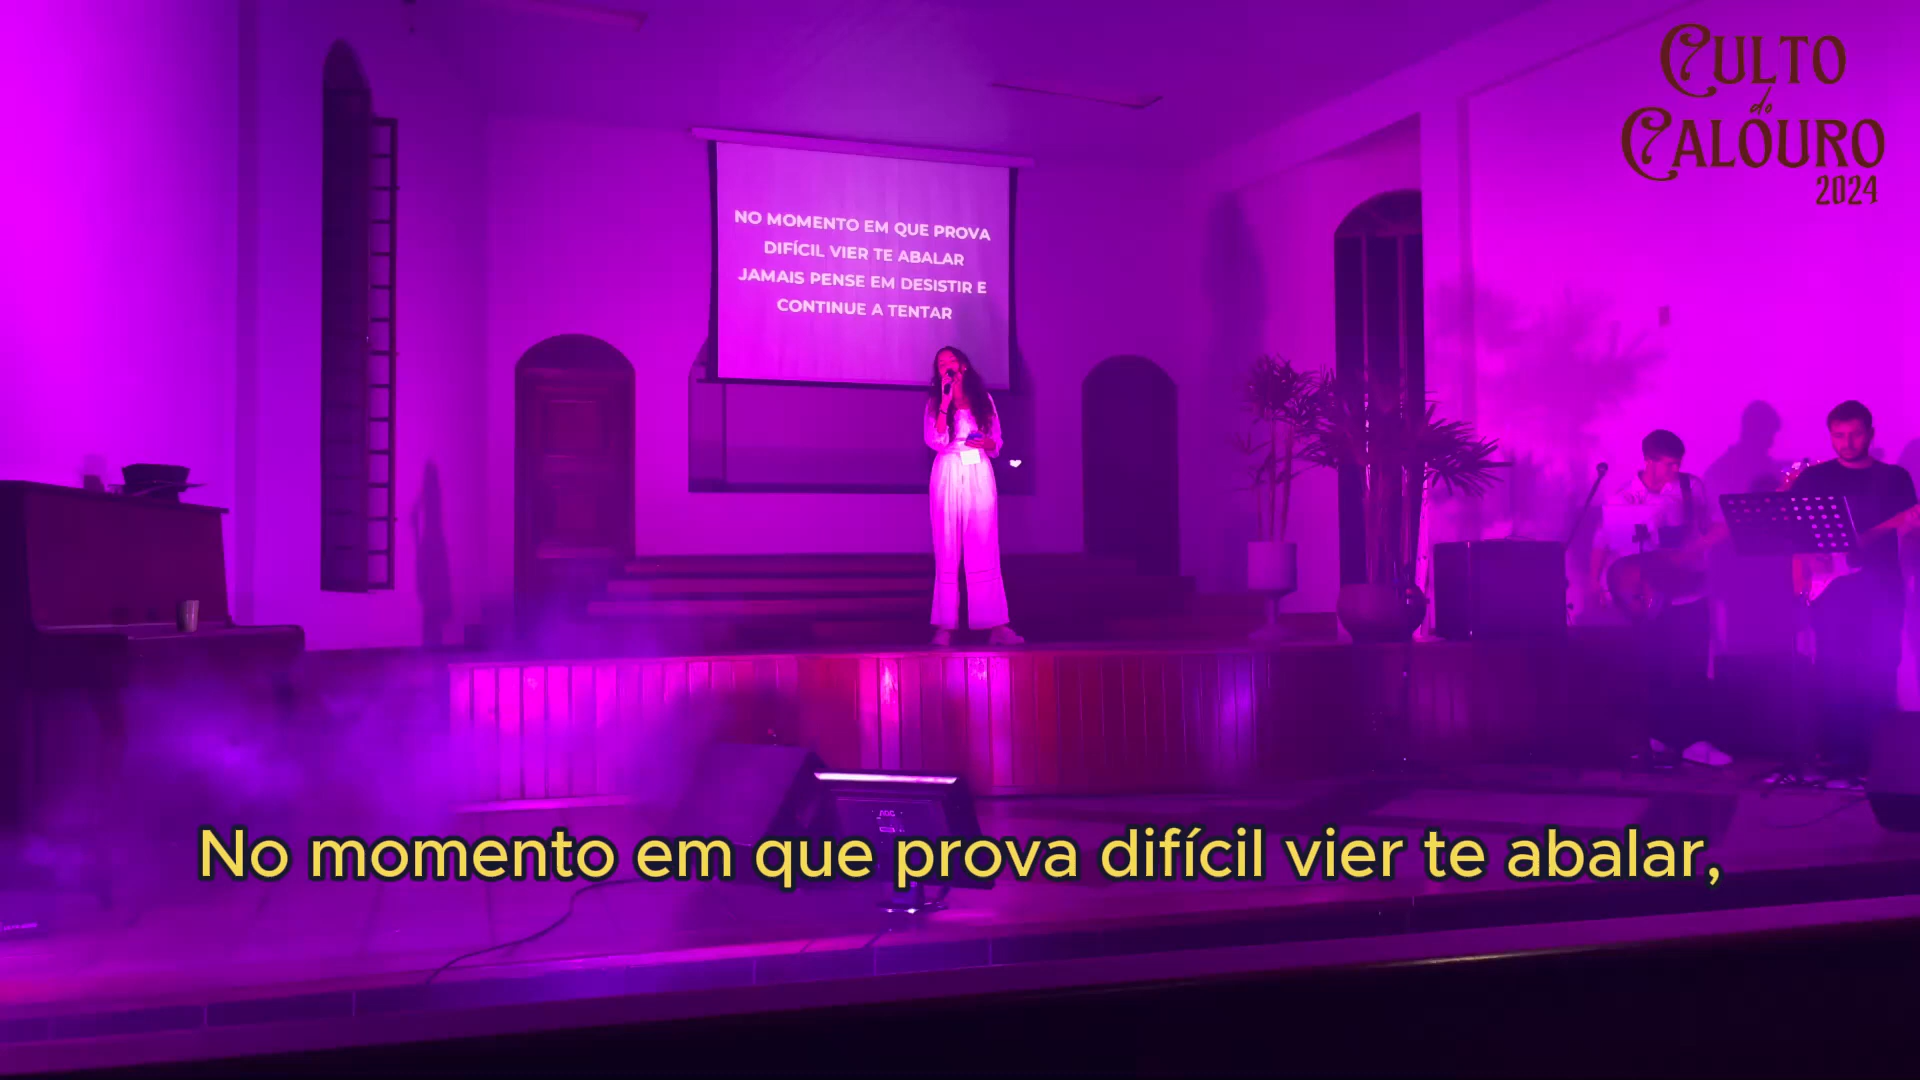 CULTO
do
CALOURO
2024
NO MOMENTO EM QUE PROVA
DIFÍCIL VIER TE ABALAR
JAMAIS PENSE EM DESISTIR E
CONTINUE A TENTAR
AOC
No momento em que prova difícil vier te abalar,